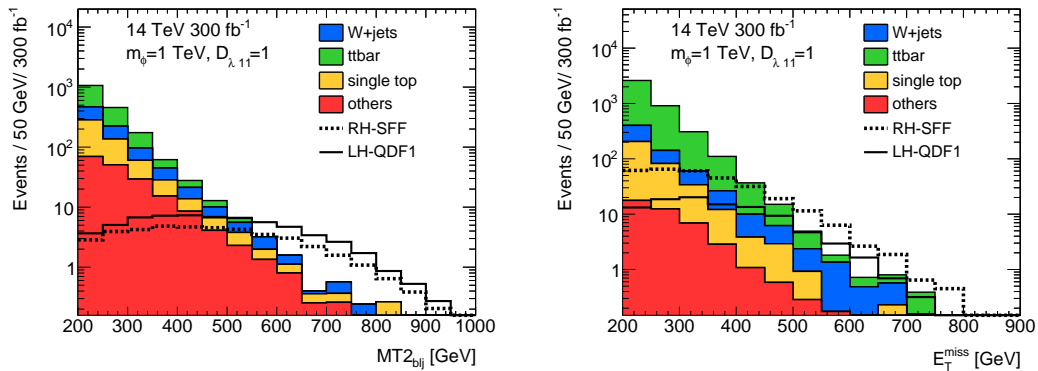 14 TeV 300 fb⁻¹
m_ϕ=1 TeV, D_λ 11=1
W+jets
ttbar
single top
others
RH-SFF
LH-QDF1
Events / 50 GeV/ 300 fb⁻¹
10⁴
10³
10²
10
1
200 300 400 500 600 700 800 900 1000
MT2_blj [GeV]
14 TeV 300 fb⁻¹
m_ϕ=1 TeV, D_λ 11=1
W+jets
ttbar
single top
others
RH-SFF
LH-QDF1
Events / 50 GeV/ 300 fb⁻¹
10⁴
10³
10²
10
1
200 300 400 500 600 700 800 900
E_T^miss [GeV]